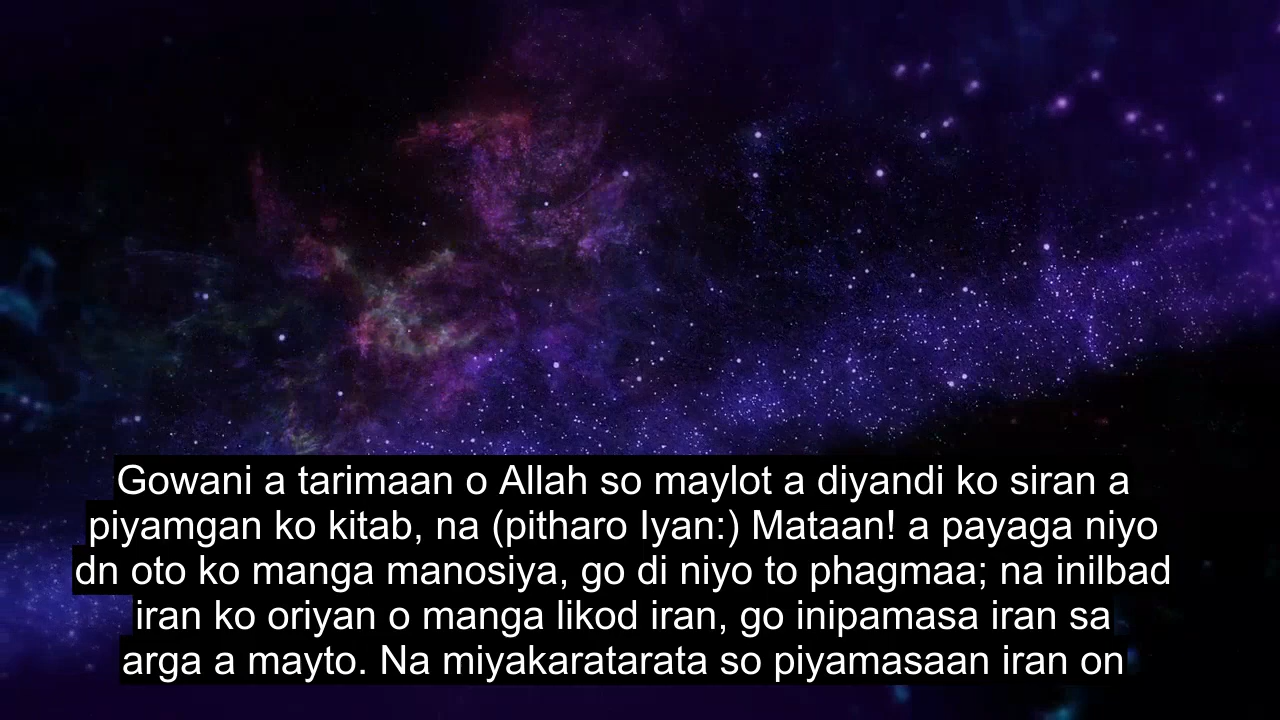 Gowani a tarimaan o Allah so maylot a diyandi ko siran a
piyamgan ko kitab, na (pitharo Iyan:) Mataan! a payaga niyo
dn oto ko manga manosiya, go di niyo to phagmaa; na inilbad
iran ko oriyan o manga likod iran, go inipamasa iran sa
arga a mayto. Na miyakaratarata so piyamasaan iran on